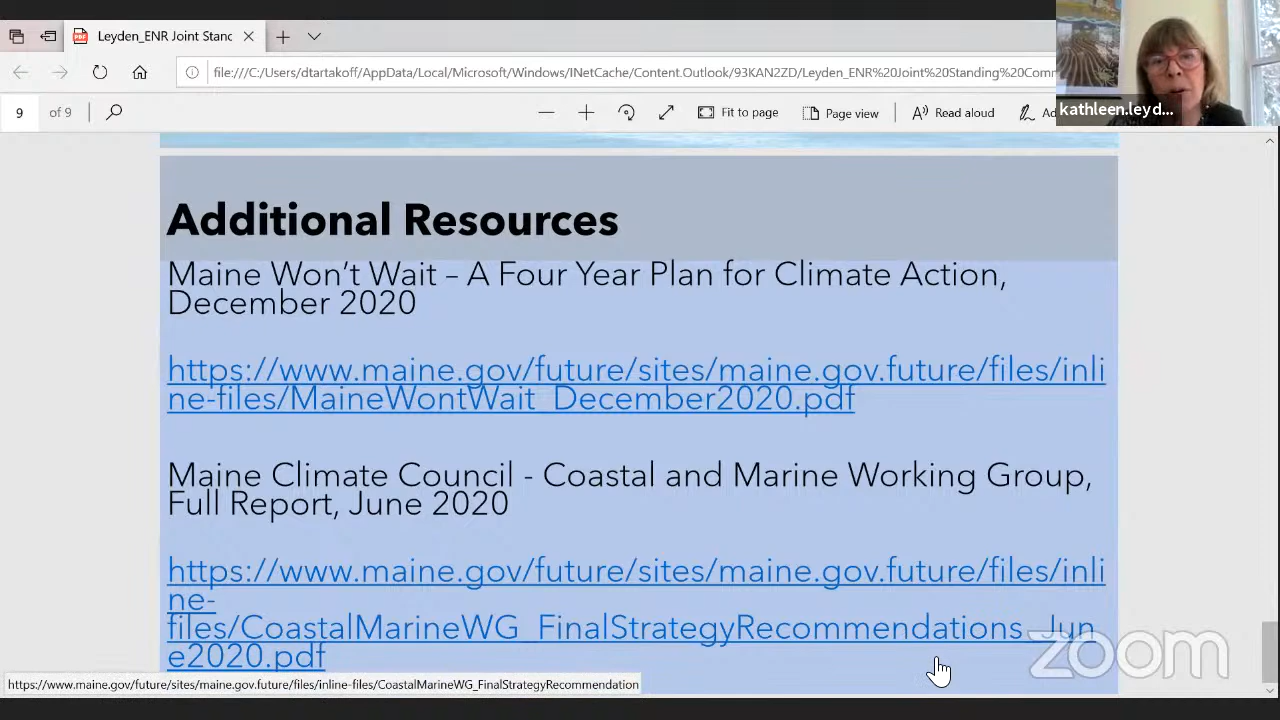 Leyden_ENR Joint Stanc
file:///C:/Users/dtartakoff/AppData/Local/Microsoft/Windows/INetCache/Content.Outlook/93KAN2ZD/Leyden_ENR%20Joint%20Standing%20Com
kathleen.leyd...
9 of 9 Fit to page Page view Read aloud
Additional Resources
Maine Won't Wait – A Four Year Plan for Climate Action,
December 2020
https://www.maine.gov/future/sites/maine.gov.future/files/inli
ne-files/MaineWontWait_December2020.pdf
Maine Climate Council - Coastal and Marine Working Group,
Full Report, June 2020
https://www.maine.gov/future/sites/maine.gov.future/files/inli
ne-
files/CoastalMarineWG_FinalStrategyRecommendations_Jun
e2020.pdf
zoom
https://www.maine.gov/future/sites/maine.gov.future/files/inline-files/CoastalMarineWG_FinalStrategyRecommendation